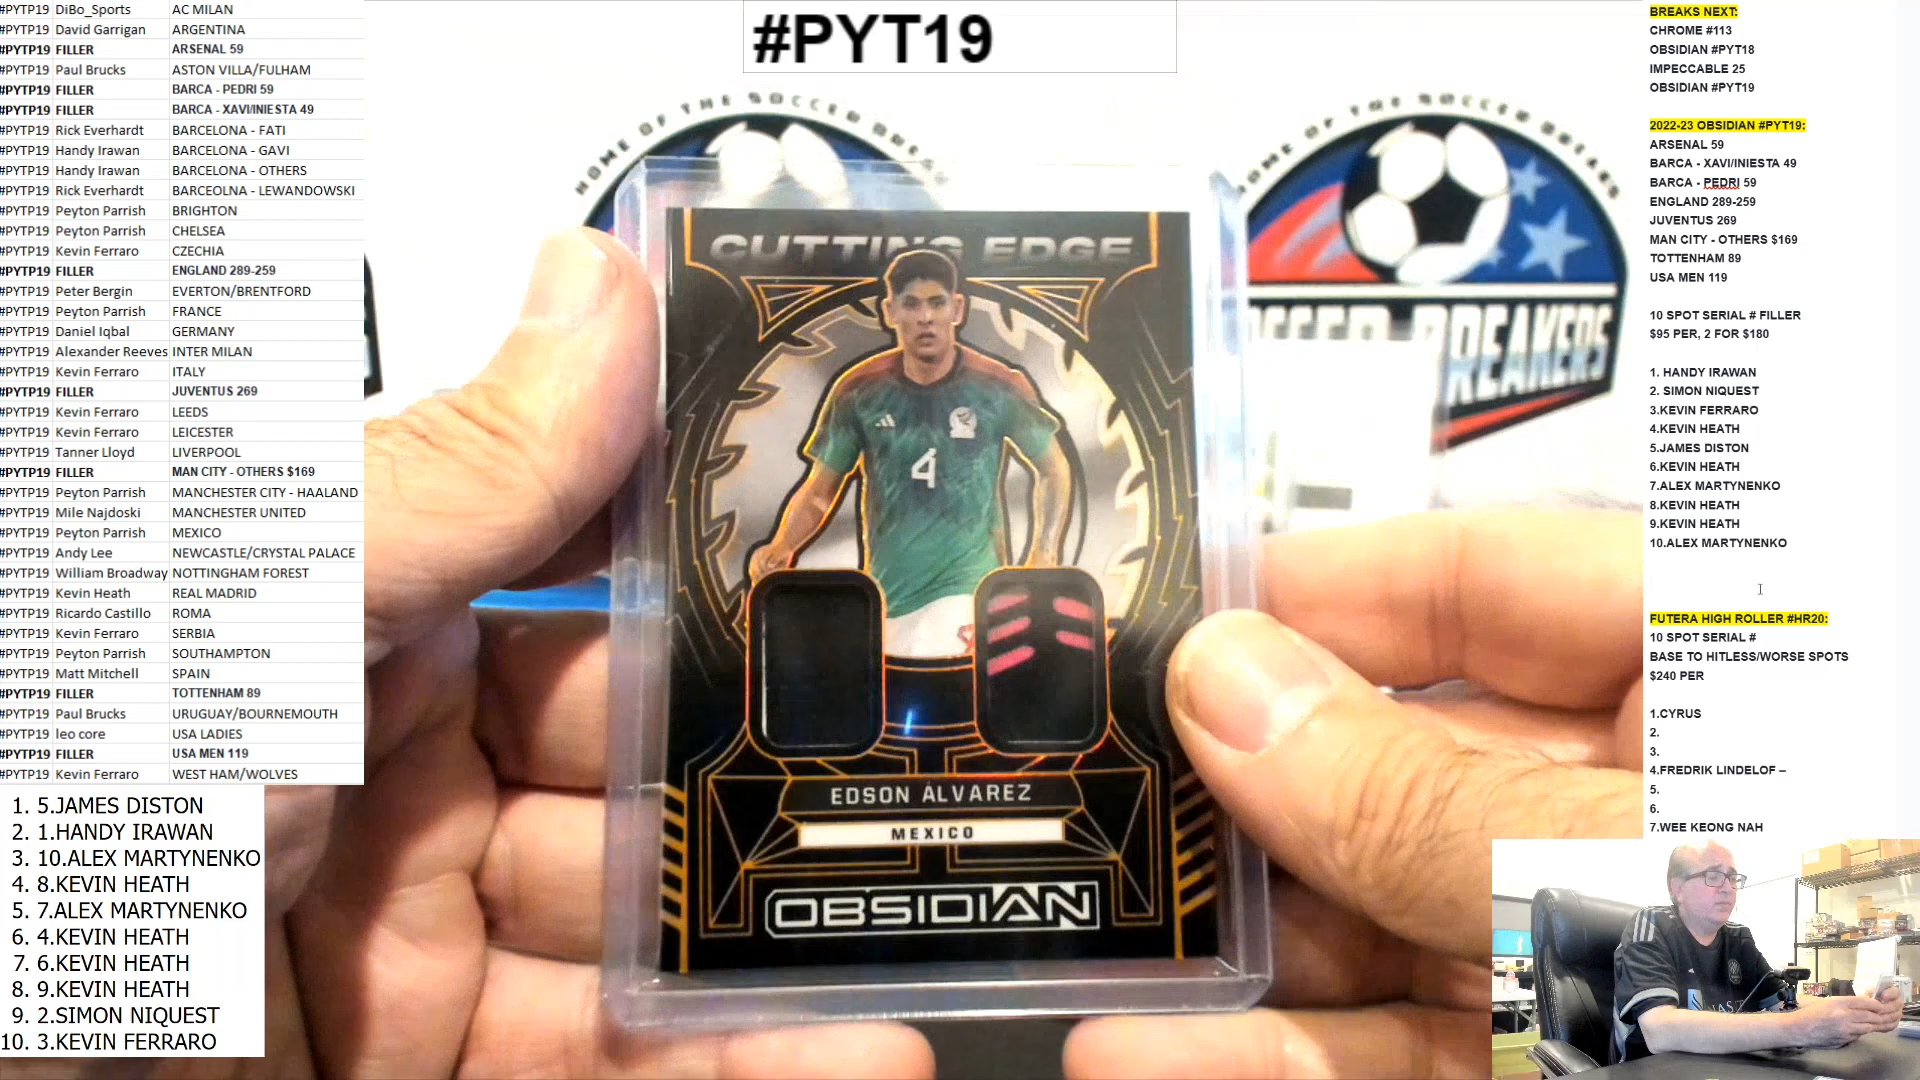 #PYTP19 DiBo_Sports AC MILAN
#PYTP19 David Garrigan ARGENTINA
#PYTP19 FILLER ARSENAL 59
#PYTP19 Paul Brucks ASTON VILLA/FULHAM
#PYTP19 FILLER BARCA - PEDRI 59
#PYTP19 FILLER BARCA - XAVI/INIESTA 49
#PYTP19 Rick Everhardt BARCELONA - FATI
#PYTP19 Handy Irawan BARCELONA - GAVI
#PYTP19 Handy Irawan BARCELONA - OTHERS
#PYTP19 Rick Everhardt BARCEOLNA - LEWANDOWSKI
#PYTP19 Peyton Parrish BRIGHTON
#PYTP19 Peyton Parrish CHELSEA
#PYTP19 Kevin Ferraro CZECHIA
#PYTP19 FILLER ENGLAND 289-259
#PYTP19 Peter Bergin EVERTON/BRENTFORD
#PYTP19 Peyton Parrish FRANCE
#PYTP19 Daniel Iqbal GERMANY
#PYTP19 Alexander Reeves INTER MILAN
#PYTP19 Kevin Ferraro ITALY
#PYTP19 FILLER JUVENTUS 269
#PYTP19 Kevin Ferraro LEEDS
#PYTP19 Kevin Ferraro LEICESTER
#PYTP19 Tanner Lloyd LIVERPOOL
#PYTP19 FILLER MAN CITY - OTHERS $169
#PYTP19 Peyton Parrish MANCHESTER CITY - HAALAND
#PYTP19 Mile Najdoski MANCHESTER UNITED
#PYTP19 Peyton Parrish MEXICO
#PYTP19 Andy Lee NEWCASTLE/CRYSTAL PALACE
#PYTP19 William Broadway NOTTINGHAM FOREST
#PYTP19 Kevin Heath REAL MADRID
#PYTP19 Ricardo Castillo ROMA
#PYTP19 Kevin Ferraro SERBIA
#PYTP19 Peyton Parrish SOUTHAMPTON
#PYTP19 Matt Mitchell SPAIN
#PYTP19 FILLER TOTTENHAM 89
#PYTP19 Paul Brucks URUGUAY/BOURNEMOUTH
#PYTP19 leo core USA LADIES
#PYTP19 FILLER USA MEN 119
#PYTP19 Kevin Ferraro WEST HAM/WOLVES
1. 5.JAMES DISTON
2. 1.HANDY IRAWAN
3. 10.ALEX MARTYNENKO
4. 8.KEVIN HEATH
5. 7.ALEX MARTYNENKO
6. 4.KEVIN HEATH
7. 6.KEVIN HEATH
8. 9.KEVIN HEATH
9. 2.SIMON NIQUEST
10. 3.KEVIN FERRARO
#PYT19
HOME OF THE SOCCER BREAKS
HOME OF THE SOCCER BREAKS
SOCCER BREAKERS
CUTTING EDGE
4
EDSON ÁLVAREZ
MEXICO
OBSIDIAN
BREAKS NEXT:
CHROME #113
OBSIDIAN #PYT18
IMPECCABLE 25
OBSIDIAN #PYT19
2022-23 OBSIDIAN #PYT19:
ARSENAL 59
BARCA - XAVI/INIESTA 49
BARCA - PEDRI 59
ENGLAND 289-259
JUVENTUS 269
MAN CITY - OTHERS $169
TOTTENHAM 89
USA MEN 119
10 SPOT SERIAL # FILLER
$95 PER, 2 FOR $180
1. HANDY IRAWAN
2. SIMON NIQUEST
3.KEVIN FERRARO
4.KEVIN HEATH
5.JAMES DISTON
6.KEVIN HEATH
7.ALEX MARTYNENKO
8.KEVIN HEATH
9.KEVIN HEATH
10.ALEX MARTYNENKO
FUTERA HIGH ROLLER #HR20:
10 SPOT SERIAL #
BASE TO HITLESS/WORSE SPOTS
$240 PER
1.CYRUS
2.
3.
4.FREDRIK LINDELOF –
5.
6.
7.WEE KEONG NAH